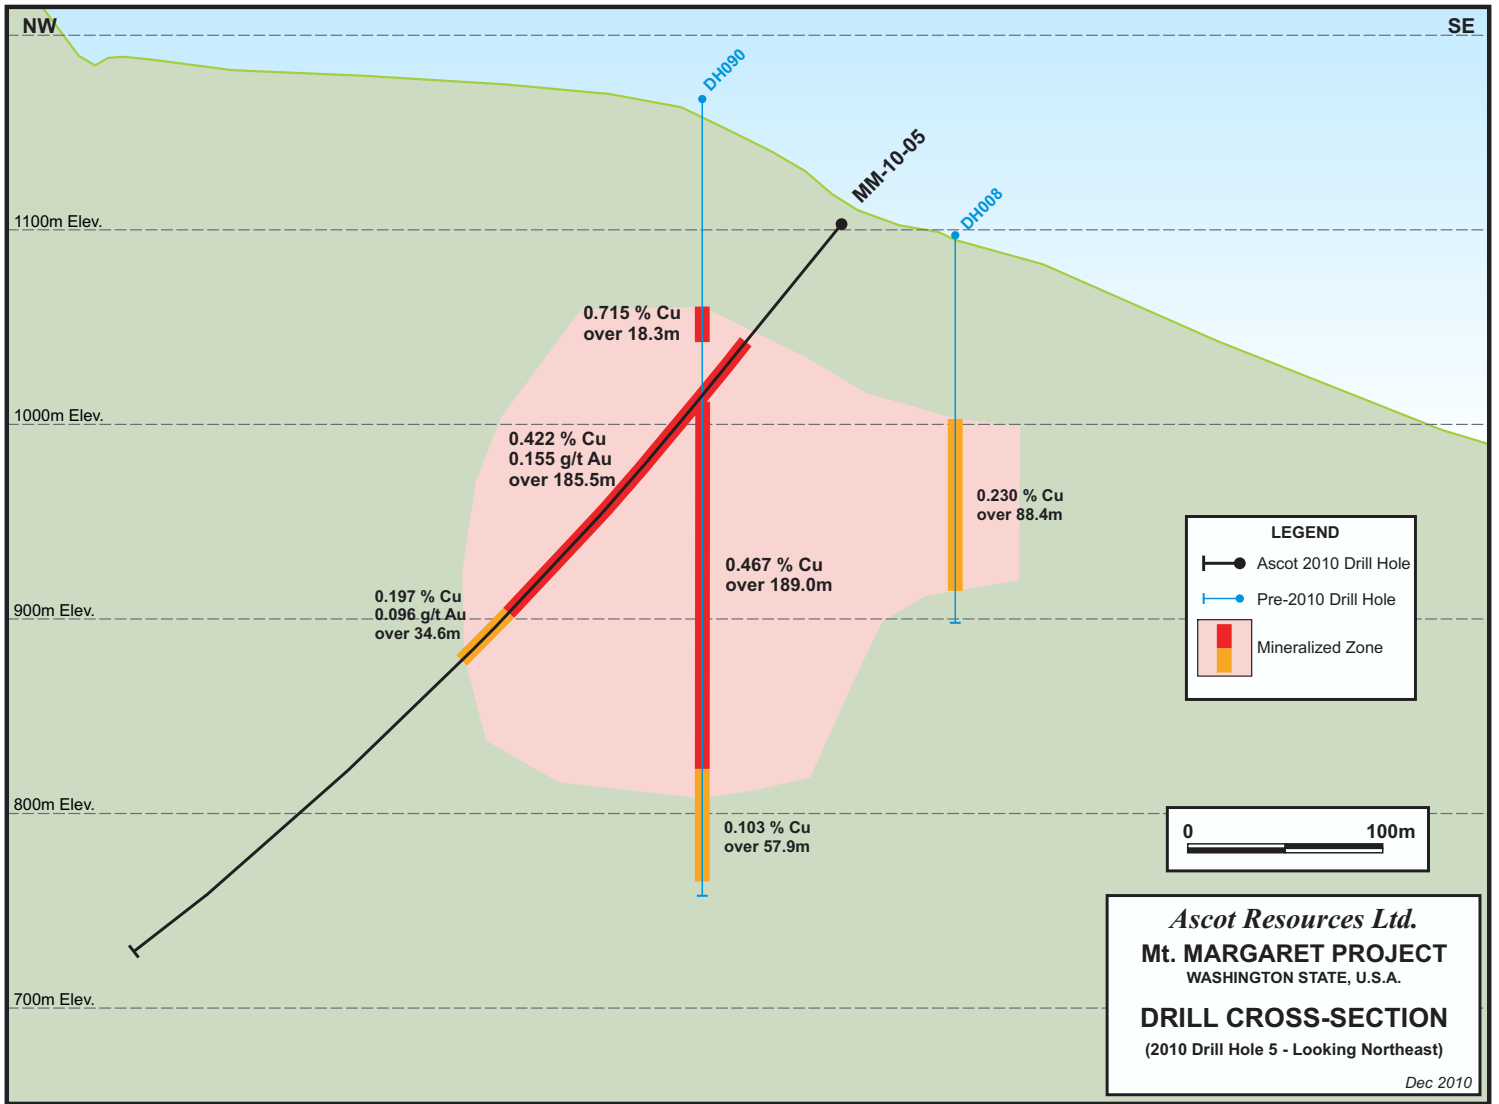 NW
SE
DH090
MM-10-05
DH008
1100m Elev.
0.715 % Cu
over 18.3m
1000m Elev.
0.422 % Cu
0.155 g/t Au
over 185.5m
0.230 % Cu
over 88.4m
0.467 % Cu
over 189.0m
0.197 % Cu
0.096 g/t Au
over 34.6m
900m Elev.
LEGEND
Ascot 2010 Drill Hole
Pre-2010 Drill Hole
Mineralized Zone
800m Elev.
0.103 % Cu
over 57.9m
0 100m
700m Elev.
Ascot Resources Ltd.
Mt. MARGARET PROJECT
WASHINGTON STATE, U.S.A.
DRILL CROSS-SECTION
(2010 Drill Hole 5 - Looking Northeast)
Dec 2010